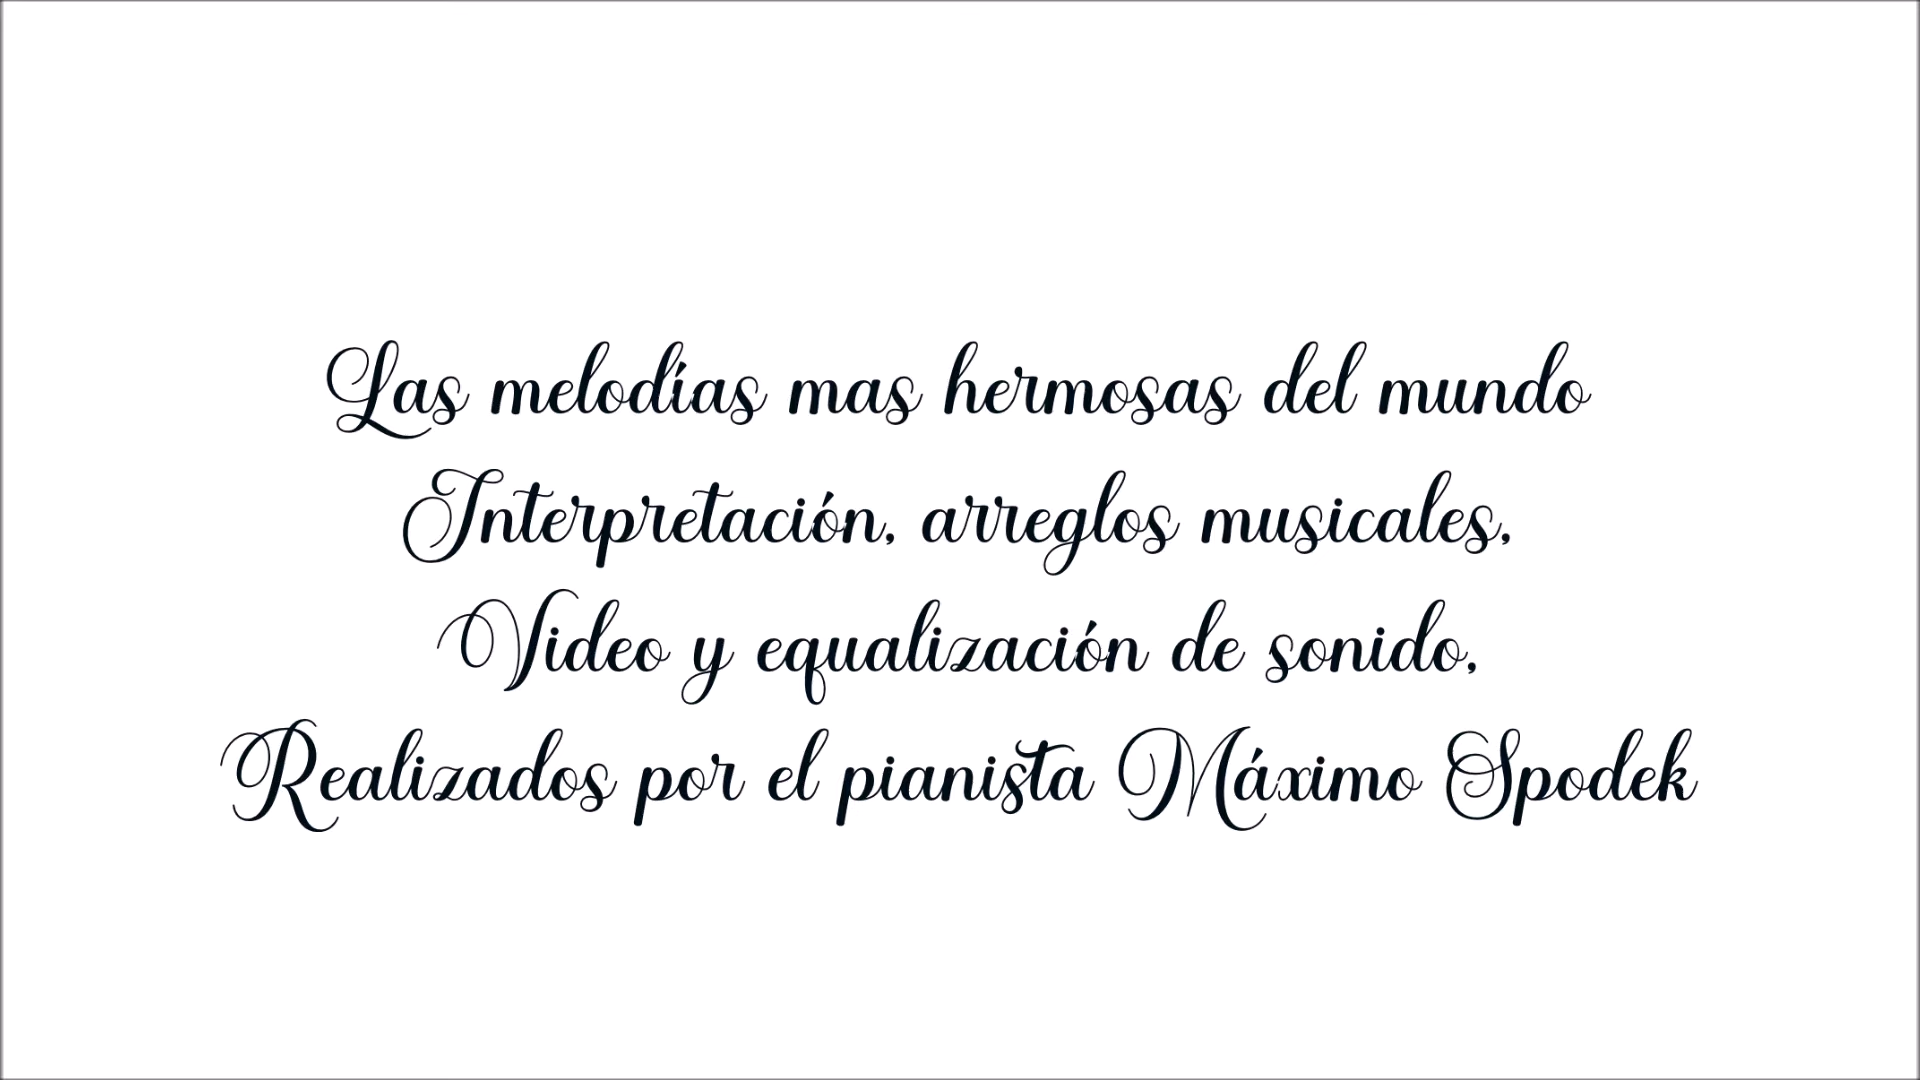 Las melodías mas hermosas del mundo
Interpretación, arreglos musicales,
Video y equalización de sonido,
Realizados por el pianista Máximo Spodek